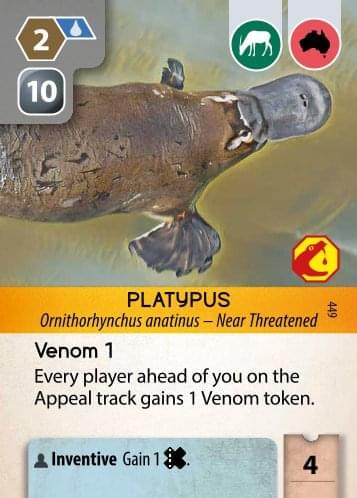 2
10
PLATYPUS
Ornithorhynchus anatinus – Near Threatened
449
Venom 1
Every player ahead of you on the
Appeal track gains 1 Venom token.
Inventive Gain 1 .
4